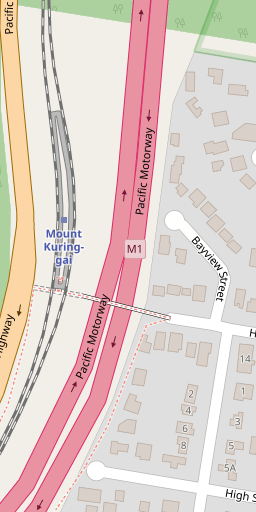 Pacific
Pacific Motorway
Mount
Kuring-
gai
M1
Bayview Street
Highway
Pacific Motorway
H
14
1
2
4
3
6
8
5
5A
High S